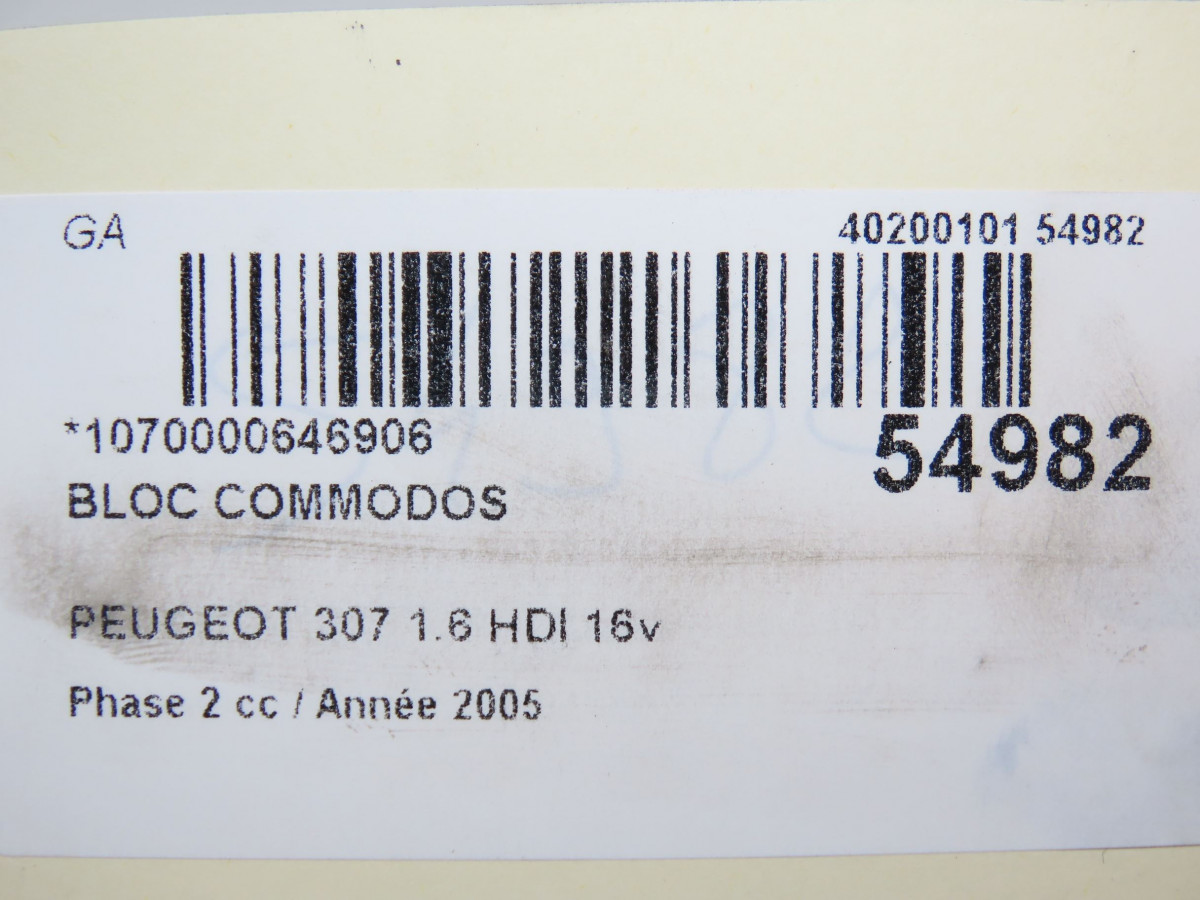 GA 40200101 54982
*1070000646906 54982
BLOC COMMODOS
PEUGEOT 307 1.6 HDI 16v
Phase 2 cc / Année 2005